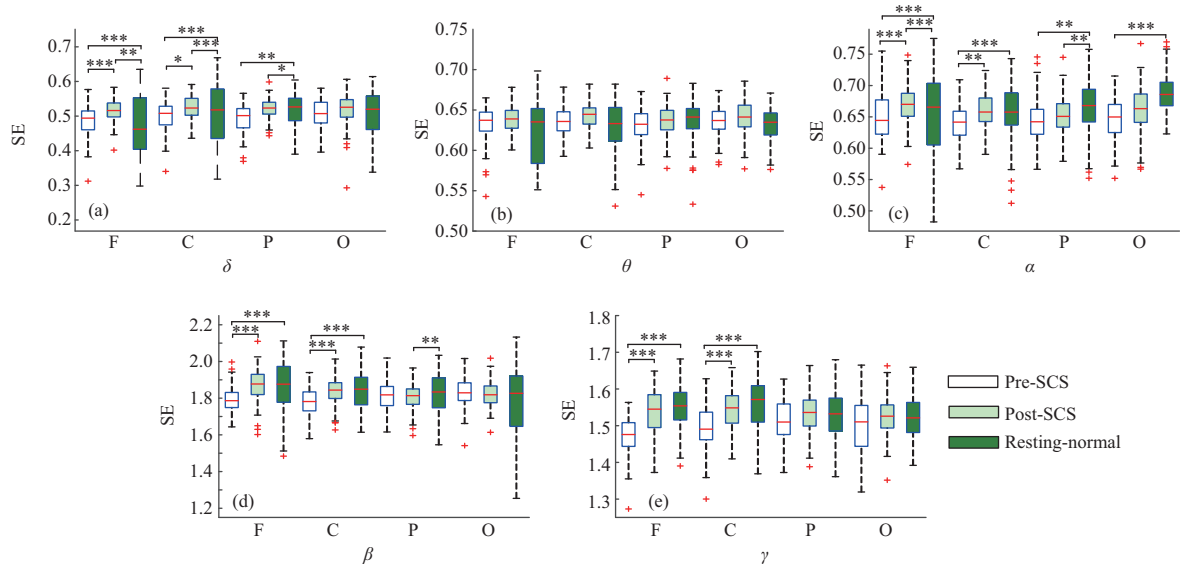 *** *** *** ** *** * *** ** *
SE
0.7
0.6
0.5
0.4
0.3
0.2
(a)
F C P O
δ
SE
0.75
0.70
0.65
0.60
0.55
0.50
(b)
F C P O
θ
*** *** *** *** ** ** ** ***
SE
0.75
0.70
0.65
0.60
0.55
0.50
(c)
F C P O
α
*** *** *** *** **
SE
2.2
2.0
1.8
1.6
1.4
1.2
(d)
F C P O
β
*** *** *** ***
SE
1.8
1.7
1.6
1.5
1.4
1.3
(e)
F C P O
γ
Pre-SCS
Post-SCS
Resting-normal